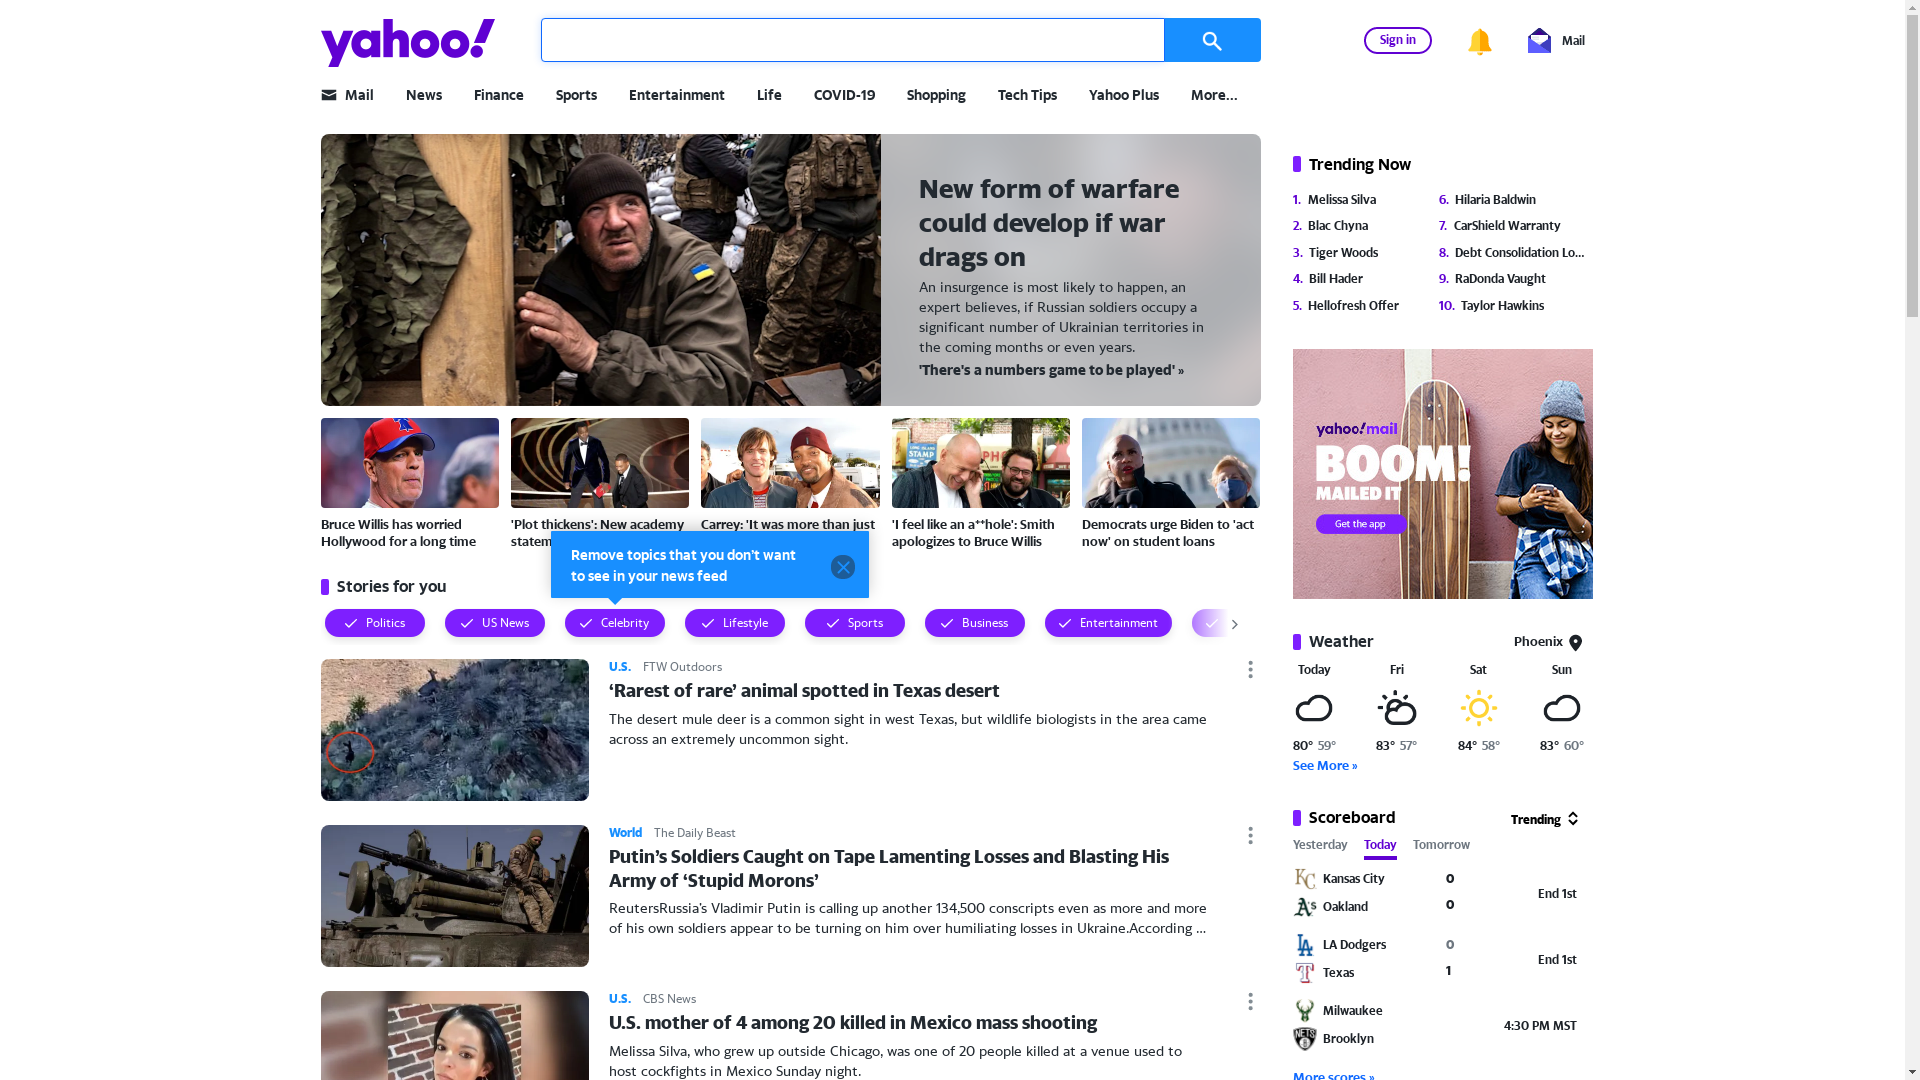 yahoo!
Sign in
Mail
Mail
News
Finance
Sports
Entertainment
Life
COVID-19
Shopping
Tech Tips
Yahoo Plus
More...
New form of warfare
could develop if war
drags on
An insurgence is most likely to happen, an
expert believes, if Russian soldiers occupy a
significant number of Ukrainian territories in
the coming months or even years.
'There's a numbers game to be played' »
Bruce Willis has worried
Hollywood for a long time
'Plot thickens': New academy
statem
Carrey: 'It was more than just
'I feel like an a**hole': Smith
apologizes to Bruce Willis
Democrats urge Biden to 'act
now' on student loans
Remove topics that you don't want
to see in your news feed
Stories for you
Politics
US News
Celebrity
Lifestyle
Sports
Business
Entertainment
U.S. FTW Outdoors
‘Rarest of rare’ animal spotted in Texas desert
The desert mule deer is a common sight in west Texas, but wildlife biologists in the area came
across an extremely uncommon sight.
World The Daily Beast
Putin’s Soldiers Caught on Tape Lamenting Losses and Blasting His
Army of ‘Stupid Morons’
ReutersRussia’s Vladimir Putin is calling up another 134,500 conscripts even as more and more
of his own soldiers appear to be turning on him over humiliating losses in Ukraine.According ...
U.S. CBS News
U.S. mother of 4 among 20 killed in Mexico mass shooting
Melissa Silva, who grew up outside Chicago, was one of 20 people killed at a venue used to
host cockfights in Mexico Sunday night.
Trending Now
1. Melissa Silva
2. Blac Chyna
3. Tiger Woods
4. Bill Hader
5. Hellofresh Offer
6. Hilaria Baldwin
7. CarShield Warranty
8. Debt Consolidation Lo...
9. RaDonda Vaught
10. Taylor Hawkins
yahoo!mail
BOOM!
MAILED IT
Get the app
Weather
Phoenix
Today Fri Sat Sun
80° 59° 83° 57° 84° 58° 83° 60°
See More »
Scoreboard
Trending
Yesterday Today Tomorrow
Kansas City 0
Oakland 0
End 1st
LA Dodgers 0
Texas 1
End 1st
Milwaukee
Brooklyn
4:30 PM MST
More scores »